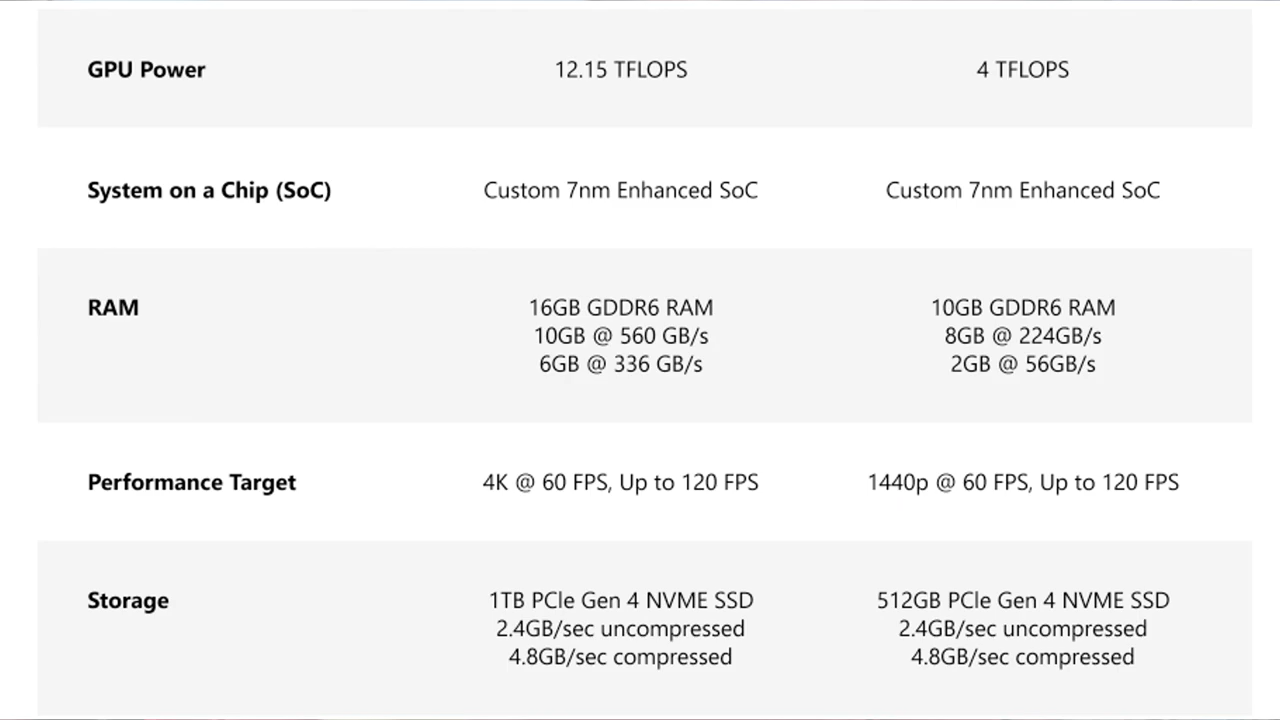 GPU Power 12.15 TFLOPS 4 TFLOPS
System on a Chip (SoC) Custom 7nm Enhanced SoC Custom 7nm Enhanced SoC
RAM 16GB GDDR6 RAM 10GB GDDR6 RAM
10GB @ 560 GB/s 8GB @ 224GB/s
6GB @ 336 GB/s 2GB @ 56GB/s
Performance Target 4K @ 60 FPS, Up to 120 FPS 1440p @ 60 FPS, Up to 120 FPS
Storage 1TB PCle Gen 4 NVME SSD 512GB PCle Gen 4 NVME SSD
2.4GB/sec uncompressed 2.4GB/sec uncompressed
4.8GB/sec compressed 4.8GB/sec compressed